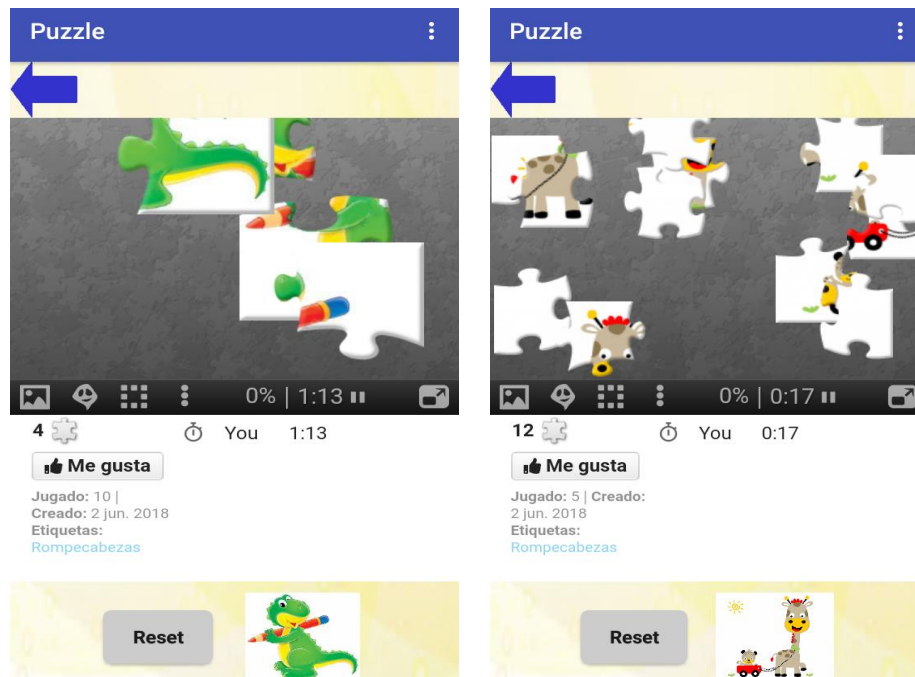 Puzzle
0% | 1:13
4
You 1:13
Me gusta
Jugado: 10 |
Creado: 2 jun. 2018
Etiquetas:
Rompecabezas
Reset
Puzzle
0% | 0:17
12
You 0:17
Me gusta
Jugado: 5 | Creado:
2 jun. 2018
Etiquetas:
Rompecabezas
Reset